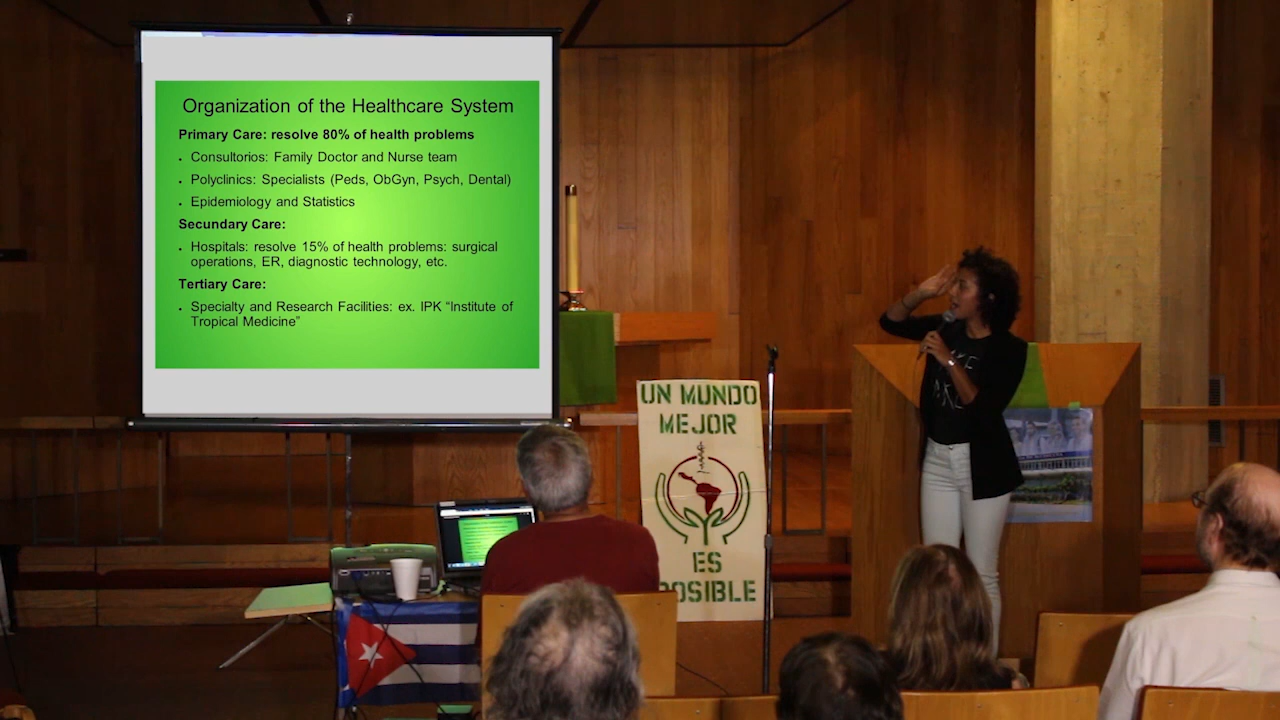 Organization of the Healthcare System
Primary Care: resolve 80% of health problems
• Consultorios: Family Doctor and Nurse team
• Polyclinics: Specialists (Peds, ObGyn, Psych, Dental)
• Epidemiology and Statistics
Secundary Care:
• Hospitals: resolve 15% of health problems: surgical
operations, ER, diagnostic technology, etc.
Tertiary Care:
• Specialty and Research Facilities: ex. IPK “Institute of
Tropical Medicine”
UN MUNDO
MEJOR
ES
POSIBLE